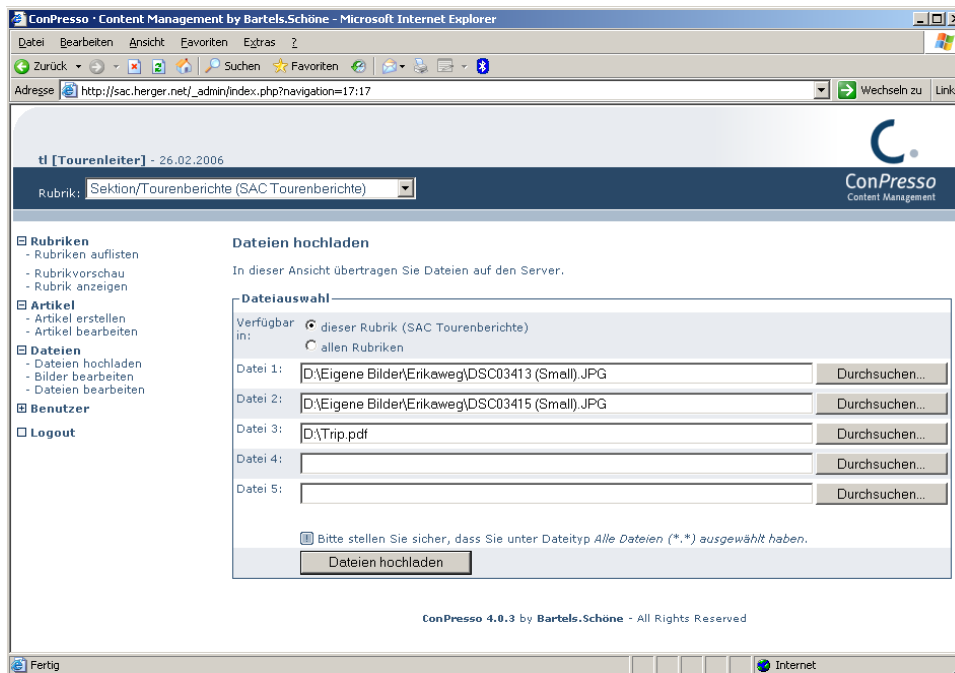 ConPresso · Content Management by Bartels.Schöne - Microsoft Internet Explorer
Datei Bearbeiten Ansicht Favoriten Extras ?
Zurück Suchen Favoriten
Adresse http://sac.herger.net/_admin/index.php?navigation=17:17 Wechseln zu Link
C.
tl [Tourenleiter] - 26.02.2006
Rubrik: Sektion/Tourenberichte (SAC Tourenberichte)
ConPresso
Content Management
Rubriken
- Rubriken auflisten
- Rubrikvorschau
- Rubrik anzeigen
Artikel
- Artikel erstellen
- Artikel bearbeiten
Dateien
- Dateien hochladen
- Bilder bearbeiten
- Dateien bearbeiten
Benutzer
Logout
Dateien hochladen
In dieser Ansicht übertragen Sie Dateien auf den Server.
Dateiauswahl
Verfügbar in:
dieser Rubrik (SAC Tourenberichte)
allen Rubriken
Datei 1: D:\Eigene Bilder\Erikaweg\DSC03413 (Small).JPG Durchsuchen...
Datei 2: D:\Eigene Bilder\Erikaweg\DSC03415 (Small).JPG Durchsuchen...
Datei 3: D:\Trip.pdf Durchsuchen...
Datei 4: Durchsuchen...
Datei 5: Durchsuchen...
Bitte stellen Sie sicher, dass Sie unter Dateityp Alle Dateien (*.*) ausgewählt haben.
Dateien hochladen
ConPresso 4.0.3 by Bartels.Schöne - All Rights Reserved
Fertig Internet